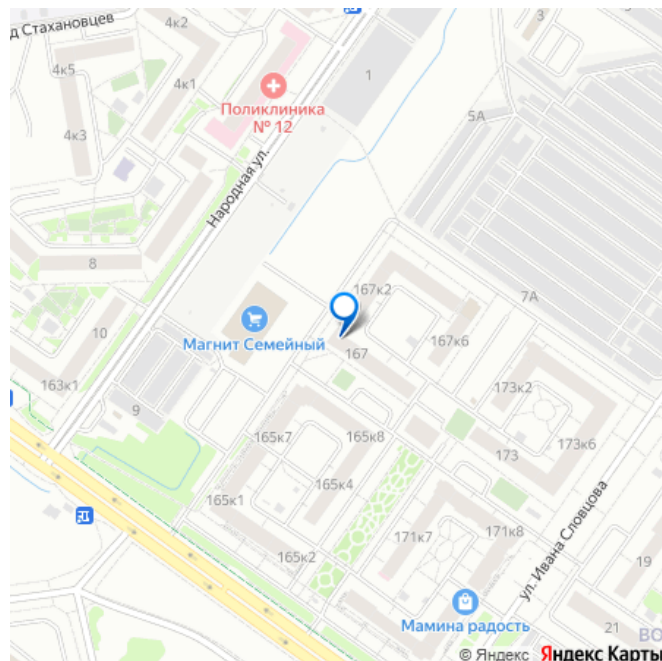 д Стахановцев
4к2
3
4к5
4к1
1
Поликлиника
№ 12
4к3
5А
Народная ул.
8
167к2
7А
10
Магнит Семейный
167
167к6
163к1
173к2
9
165к7
165к8
173
173к6
165к4
165к1
171к7
171к8
165к2
ул. Ивана Словцова
19
Мамина радость
21
ВО
© Яндекс Яндекс Карты